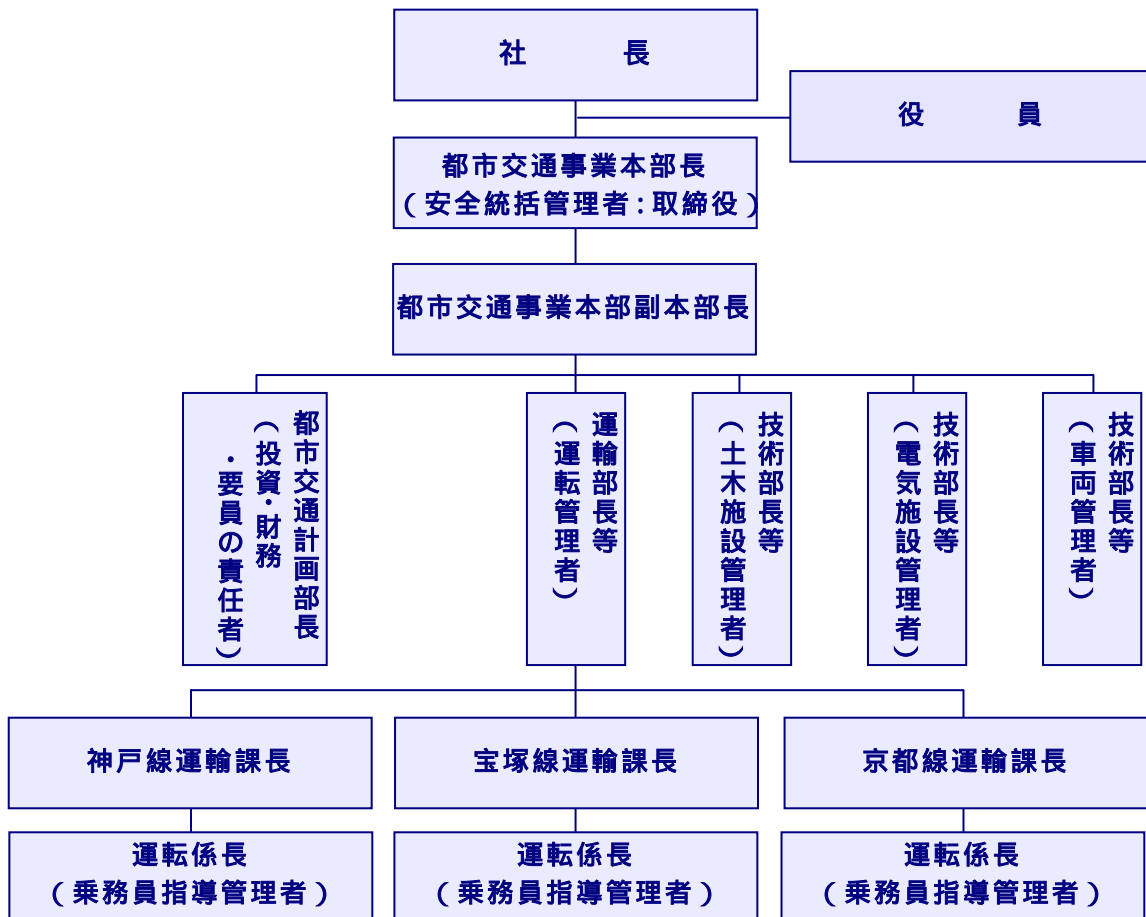 社　　長
役　　員
都市交通事業本部長
（安全統括管理者：取締役）
都市交通事業本部副本部長
都市交通計画部長
（投資・財務
・要員の責任者）
運輸部長等
（運転管理者）
技術部長等
（土木施設管理者）
技術部長等
（電気施設管理者）
技術部長等
（車両管理者）
神戸線運輸課長
宝塚線運輸課長
京都線運輸課長
運転係長
（乗務員指導管理者）
運転係長
（乗務員指導管理者）
運転係長
（乗務員指導管理者）